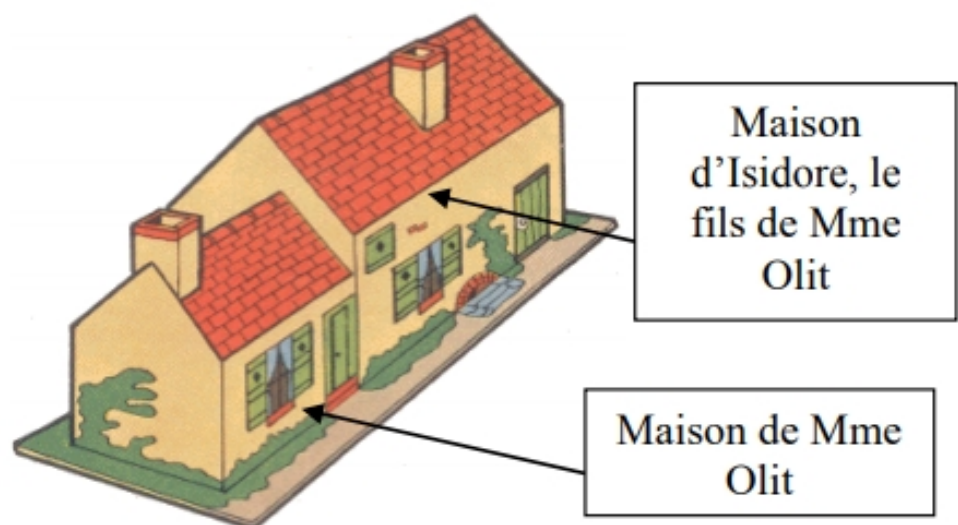 Maison
d’Isidore, le
fils de Mme
Olit
Maison de Mme
Olit